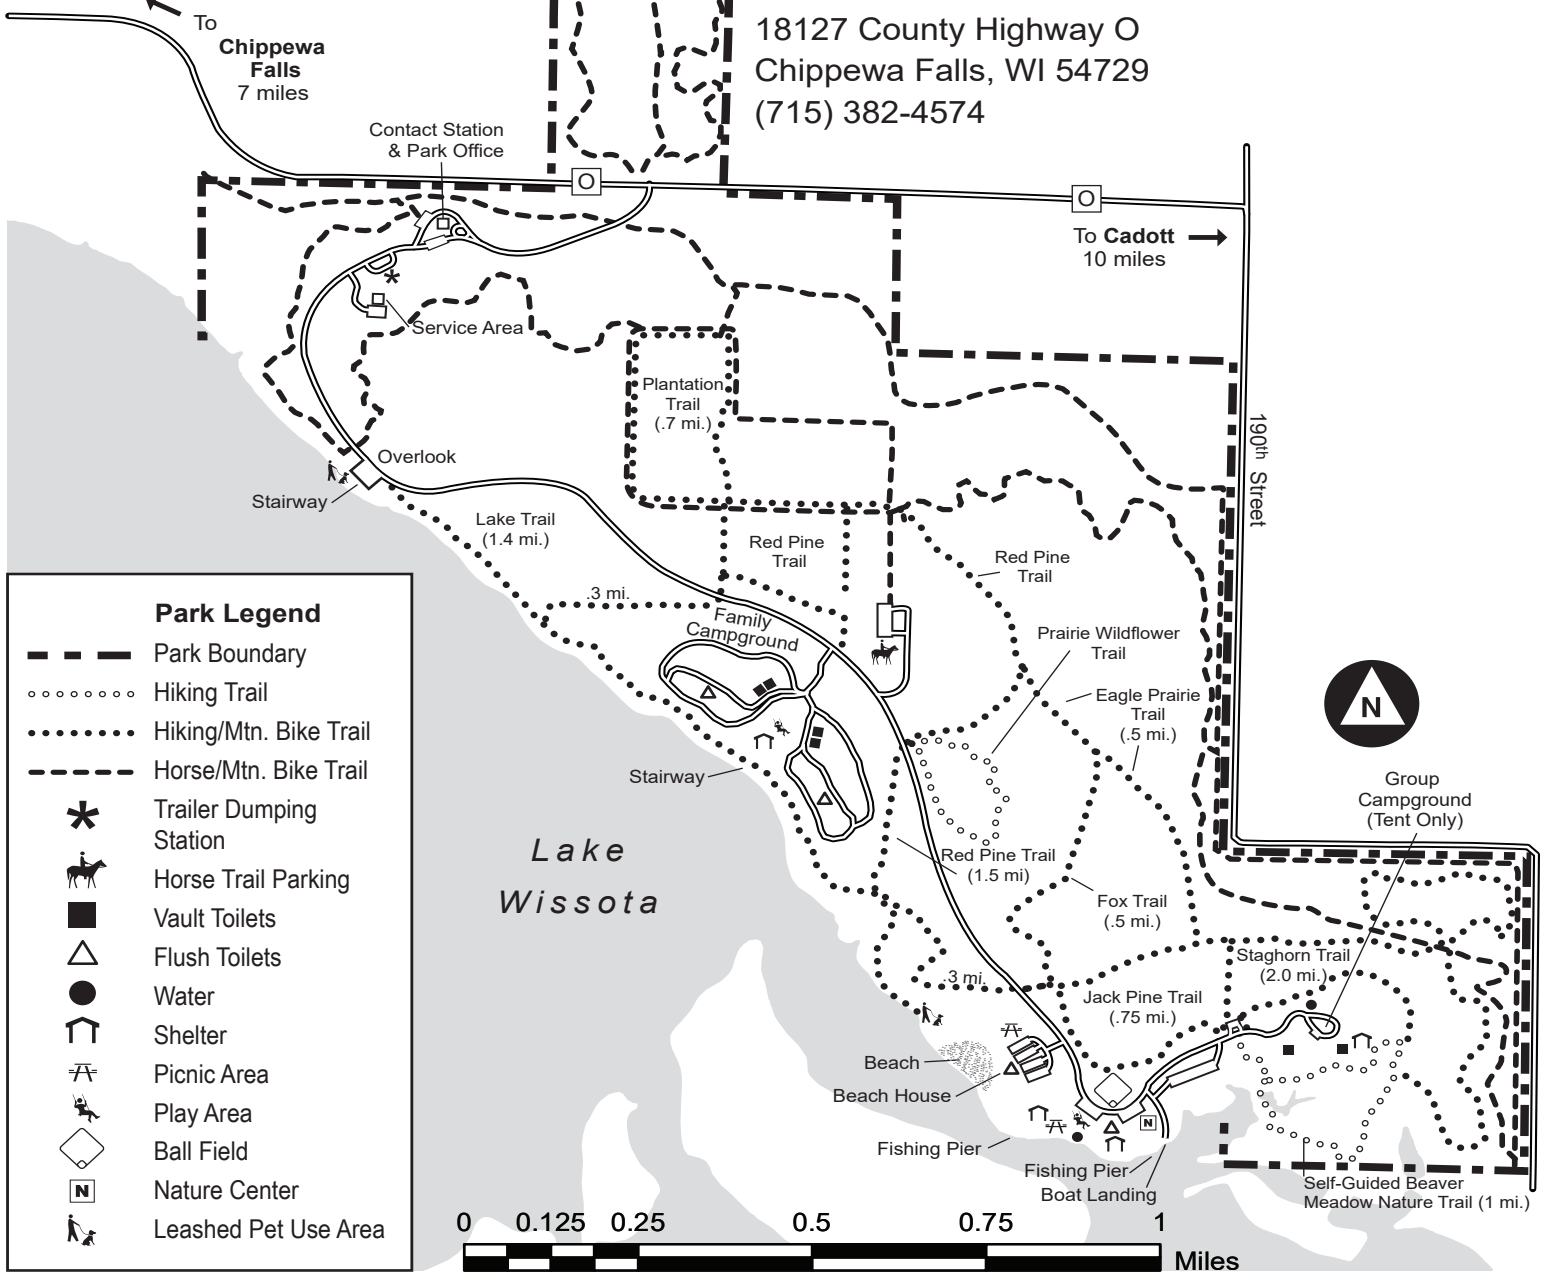 To
Chippewa
Falls
7 miles
18127 County Highway O
Chippewa Falls, WI 54729
(715) 382-4574
Contact Station
& Park Office
O
O
To Cadott
10 miles
Service Area
Plantation
Trail
(.7 mi.)
190th Street
Overlook
Stairway
Lake Trail
(1.4 mi.)
Red Pine
Trail
Red Pine
Trail
.3 mi.
Family
Campground
Prairie Wildflower
Trail
Eagle Prairie
Trail
(.5 mi.)
N
Stairway
Group
Campground
(Tent Only)
Lake
Wissota
Red Pine Trail
(1.5 mi)
Fox Trail
(.5 mi.)
Staghorn Trail
(2.0 mi.)
.3 mi.
Jack Pine Trail
(.75 mi.)
Beach
Beach House
N
Fishing Pier
Fishing Pier
Boat Landing
Self-Guided Beaver
Meadow Nature Trail (1 mi.)
Park Legend
Park Boundary
Hiking Trail
Hiking/Mtn. Bike Trail
Horse/Mtn. Bike Trail
Trailer Dumping
Station
Horse Trail Parking
Vault Toilets
Flush Toilets
Water
Shelter
Picnic Area
Play Area
Ball Field
N Nature Center
Leashed Pet Use Area
0 0.125 0.25 0.5 0.75 1
Miles